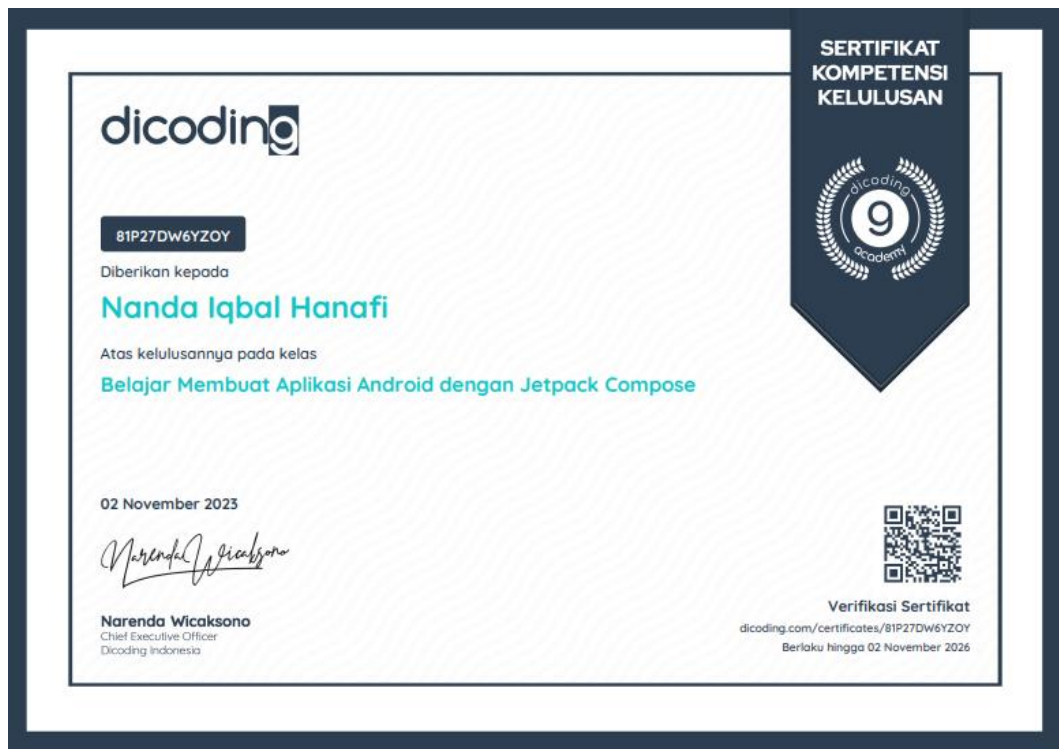 SERTIFIKAT
KOMPETENSI
KELULUSAN
dicoding
dicoding
9
academy
81P27DW6YZOY
Diberikan kepada
Nanda Iqbal Hanafi
Atas kelulusannya pada kelas
Belajar Membuat Aplikasi Android dengan Jetpack Compose
02 November 2023
Narenda Wicaksono
Narenda Wicaksono
Chief Executive Officer
Dicoding Indonesia
Verifikasi Sertifikat
dicoding.com/certificates/81P27DW6YZOY
Berlaku hingga 02 November 2026